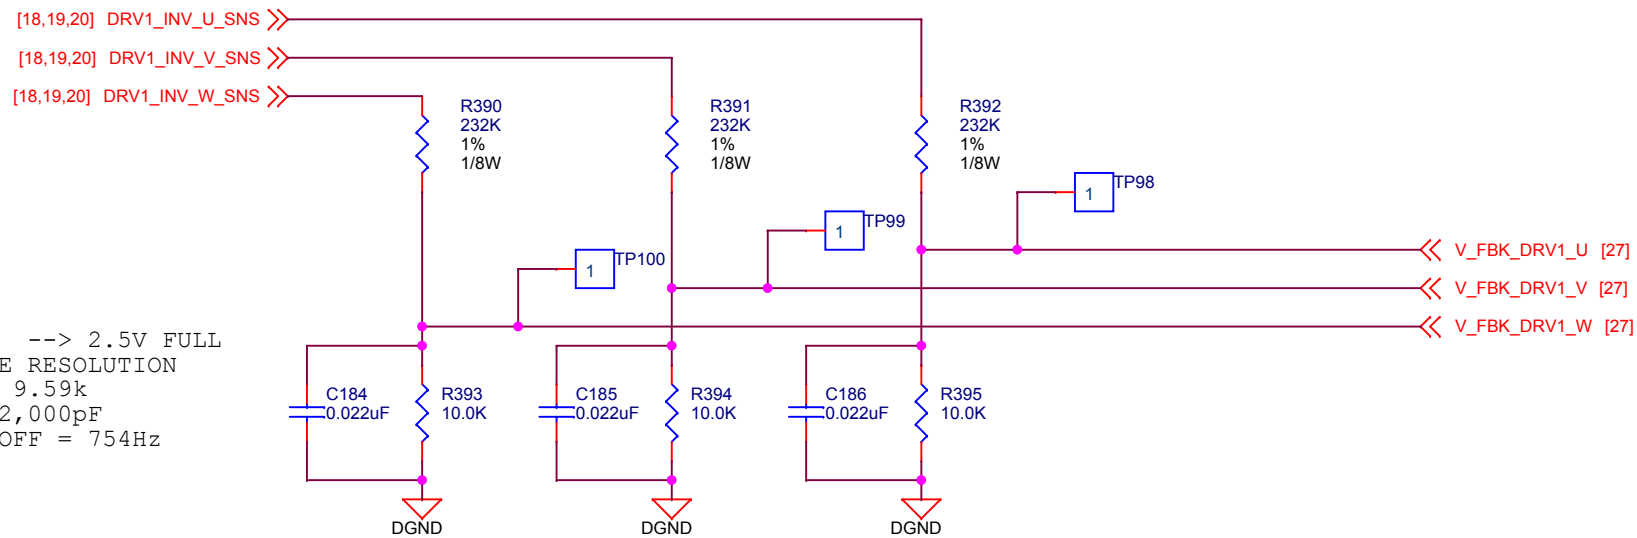 [18,19,20] DRV1_INV_U_SNS
[18,19,20] DRV1_INV_V_SNS
[18,19,20] DRV1_INV_W_SNS
R390
232K
1%
1/8W
R391
232K
1%
1/8W
R392
232K
1%
1/8W
1 TP98
1 TP99
1 TP100
V_FBK_DRV1_U [27]
V_FBK_DRV1_V [27]
V_FBK_DRV1_W [27]
--> 2.5V FULL
E RESOLUTION
9.59k
2,000pF
OFF = 754Hz
C184
0.022uF
R393
10.0K
C185
0.022uF
R394
10.0K
C186
0.022uF
R395
10.0K
DGND
DGND
DGND